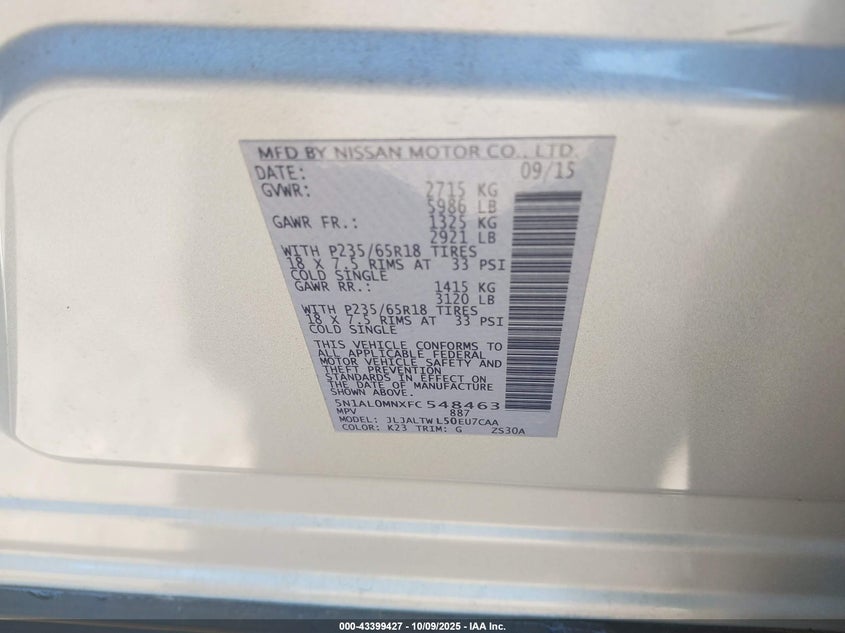 MFD BY NISSAN MOTOR CO., LTD.
DATE: 09/15
GVWR: 2715 KG
5986 LB
GAWR FR.: 1325 KG
2921 LB
WITH P235/65R18 TIRES
18 X 7.5 RIMS AT 33 PSI
COLD SINGLE
GAWR RR.: 1415 KG
3120 LB
WITH P235/65R18 TIRES
18 X 7.5 RIMS AT 33 PSI
COLD SINGLE
THIS VEHICLE CONFORMS TO
ALL APPLICABLE FEDERAL
MOTOR VEHICLE SAFETY AND
THEFT PREVENTION
STANDARDS IN EFFECT ON
THE DATE OF MANUFACTURE
SHOWN ABOVE.
5N1AL0MNXFC 548463
MPV 887
MODEL: JLJALTW L50EU7CAA
COLOR: K23 TRIM: G ZS30A
000-43399427 - 10/09/2025 - IAA Inc.